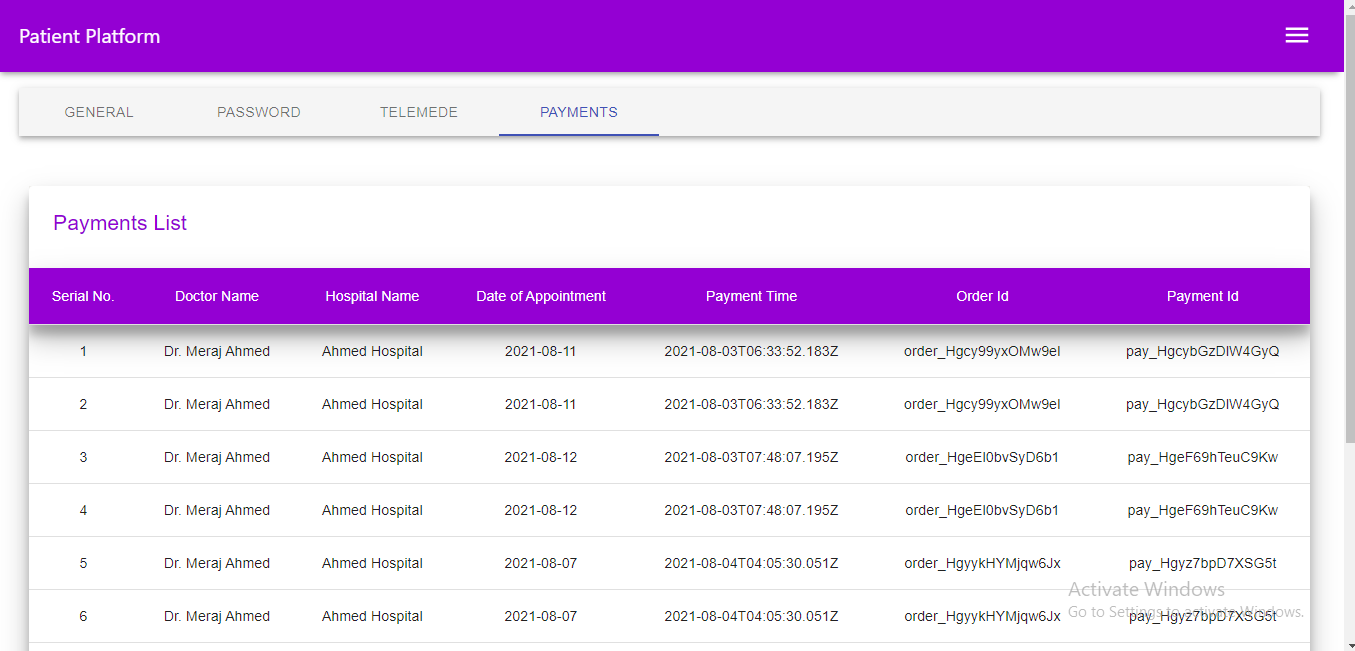 Patient Platform
GENERAL PASSWORD TELEMEDE PAYMENTS
Payments List
Serial No. Doctor Name Hospital Name Date of Appointment Payment Time Order Id Payment Id
1 Dr. Meraj Ahmed Ahmed Hospital 2021-08-11 2021-08-03T06:33:52.183Z order_Hgcy99yxOMw9eI pay_HgcybGzDIW4GyQ
2 Dr. Meraj Ahmed Ahmed Hospital 2021-08-11 2021-08-03T06:33:52.183Z order_Hgcy99yxOMw9eI pay_HgcybGzDIW4GyQ
3 Dr. Meraj Ahmed Ahmed Hospital 2021-08-12 2021-08-03T07:48:07.195Z order_HgeEI0bvSyD6b1 pay_HgeF69hTeuC9Kw
4 Dr. Meraj Ahmed Ahmed Hospital 2021-08-12 2021-08-03T07:48:07.195Z order_HgeEI0bvSyD6b1 pay_HgeF69hTeuC9Kw
5 Dr. Meraj Ahmed Ahmed Hospital 2021-08-07 2021-08-04T04:05:30.051Z order_HgyykHYMjqw6Jx pay_Hgyz7bpD7XSG5t
6 Dr. Meraj Ahmed Ahmed Hospital 2021-08-07 2021-08-04T04:05:30.051Z order_HgyykHYMjqw6Jx pay_Hgyz7bpD7XSG5t
Activate Windows
Go to Settings to activate Windows.